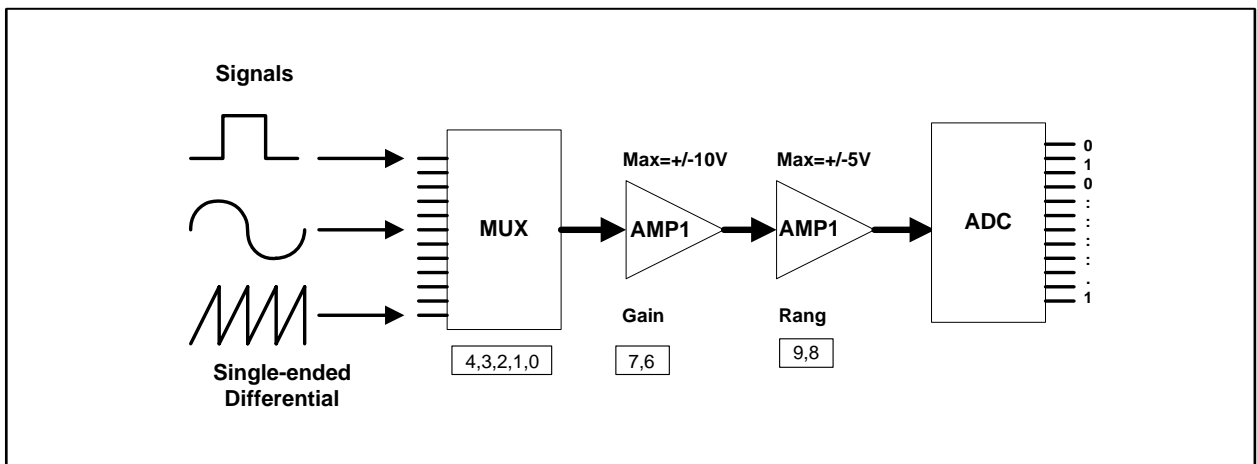 Signals
Max=+/-10V
Max=+/-5V
MUX
AMP1
AMP1
ADC
0
1
0
:
:
:
:
:
.
1
Gain
Rang
4,3,2,1,0
7,6
9,8
Single-ended
Differential